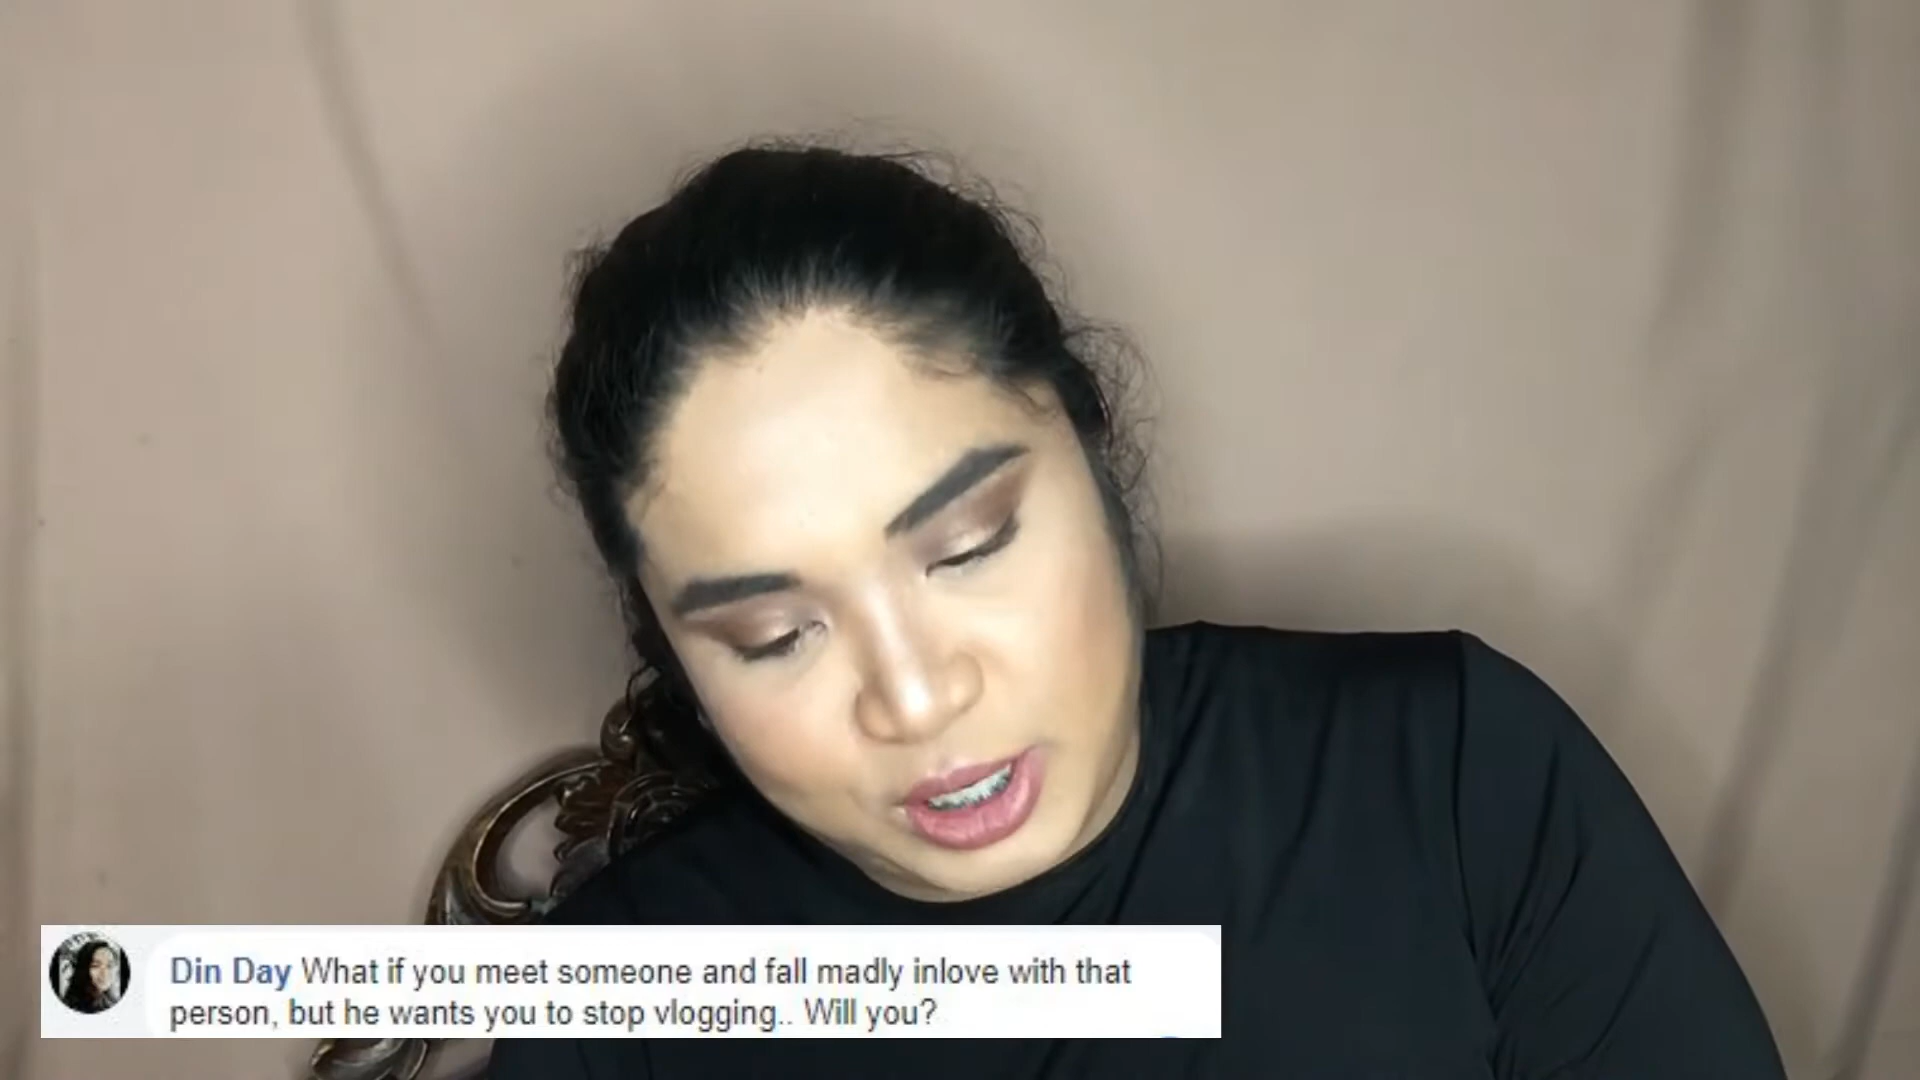 Din Day What if you meet someone and fall madly inlove with that
person, but he wants you to stop vlogging.. Will you?